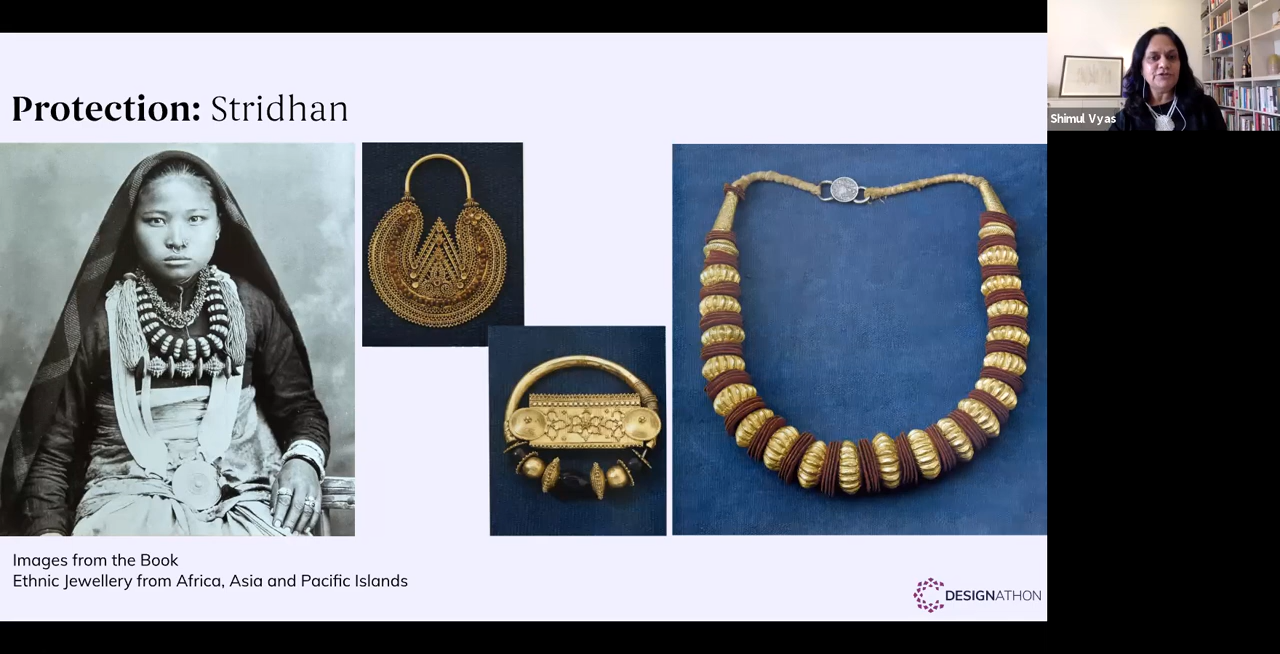 Protection: Stridhan
Shimul Vyas
Images from the Book
Ethnic Jewellery from Africa, Asia and Pacific Islands
DESIGNATHON